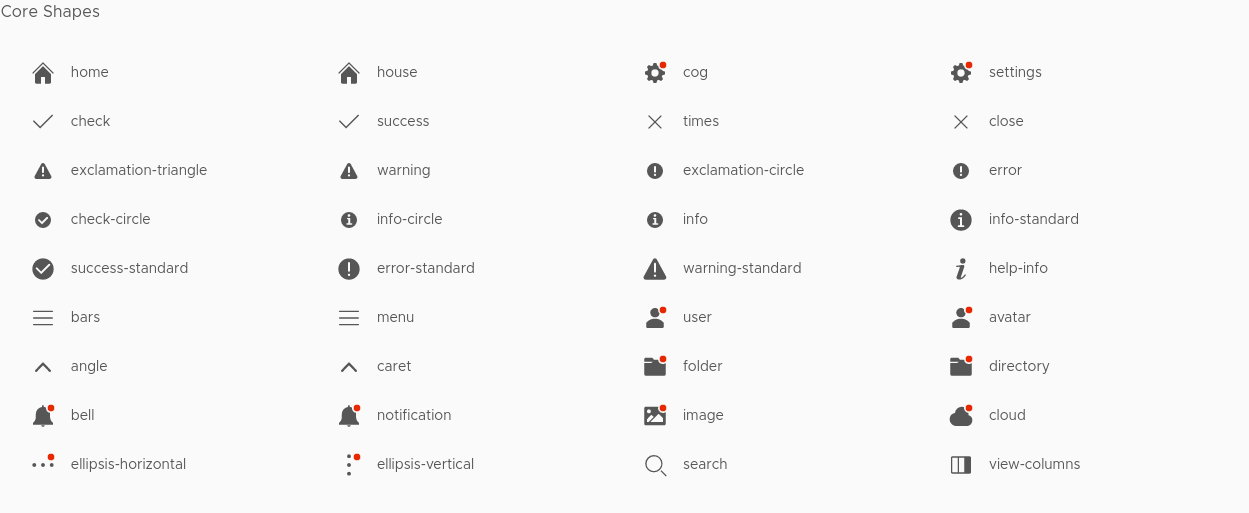 Core Shapes
home house cog settings
check success times close
exclamation-triangle warning exclamation-circle error
check-circle info-circle info info-standard
success-standard error-standard warning-standard help-info
bars menu user avatar
angle caret folder directory
bell notification image cloud
ellipsis-horizontal ellipsis-vertical search view-columns